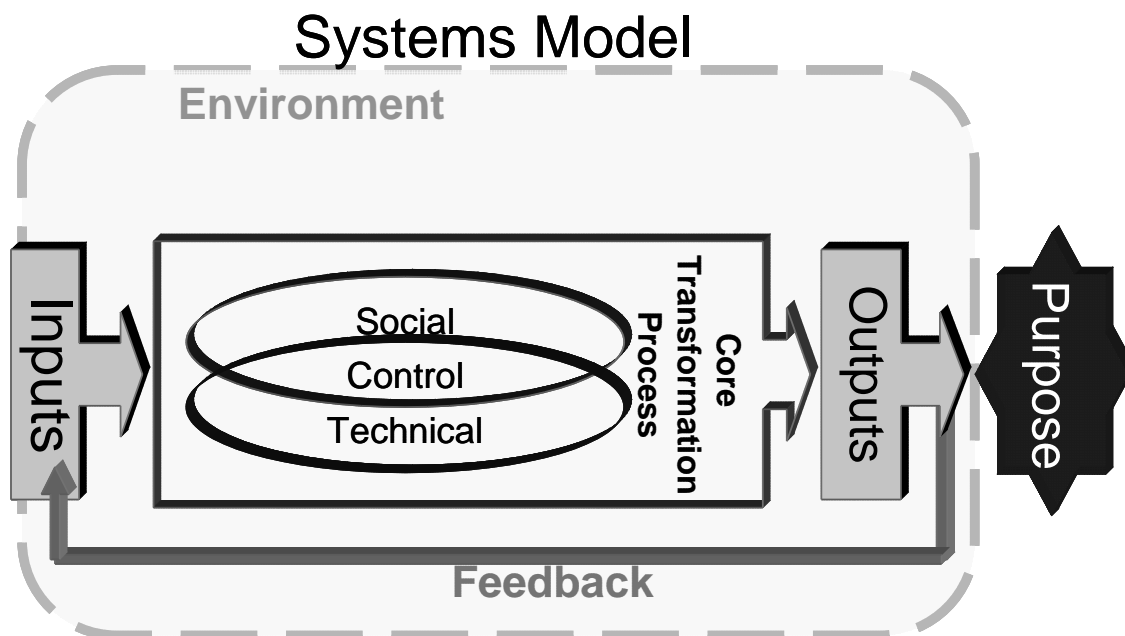 Systems Model
Environment
Inputs
Social
Control
Technical
Core
Transformation
Process
Outputs
Purpose
Feedback